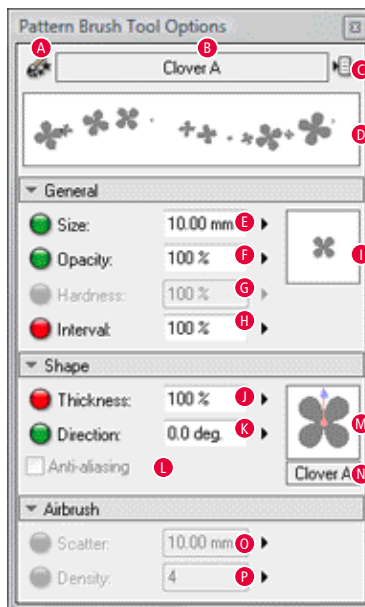 Pattern Brush Tool Options
A
B
Clover A
C
D
General
Size: 10.00 mm E
Opacity: 100 % F
I
Hardness: 100 % G
Interval: 100 % H
Shape
Thickness: 100 % J
Direction: 0.0 deg. K
M
Anti-aliasing L
Clover A N
Airbrush
Scatter: 10.00 mm O
Density: 4 P